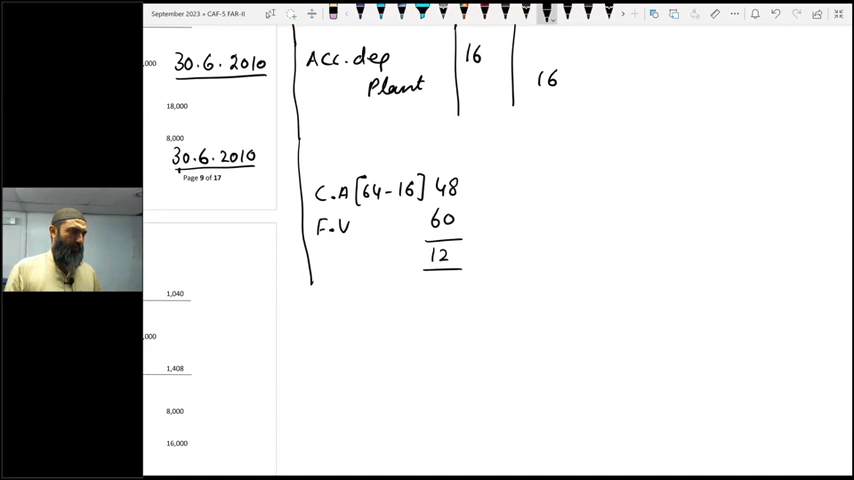 September 2023 » CAF-5 FAR-II
,000
30.6.2010
18,000
8,000
30.6.2010
Page 9 of 17
1,040
,000
1,408
8,000
16,000
Acc.dep 16
Plant 16
C.A [64-16] 48
F.V 60
12